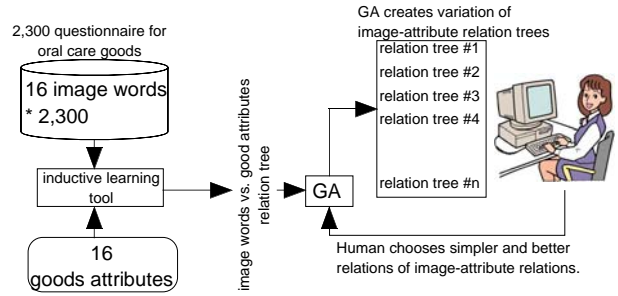 2,300 questionnaire for
oral care goods
16 image words
* 2,300
inductive learning
tool
16
goods attributes
image words vs. good attributes
relation tree
GA
GA creates variation of
image-attribute relation trees
relation tree #1
relation tree #2
relation tree #3
relation tree #4
relation tree #n
Human chooses simpler and better
relations of image-attribute relations.